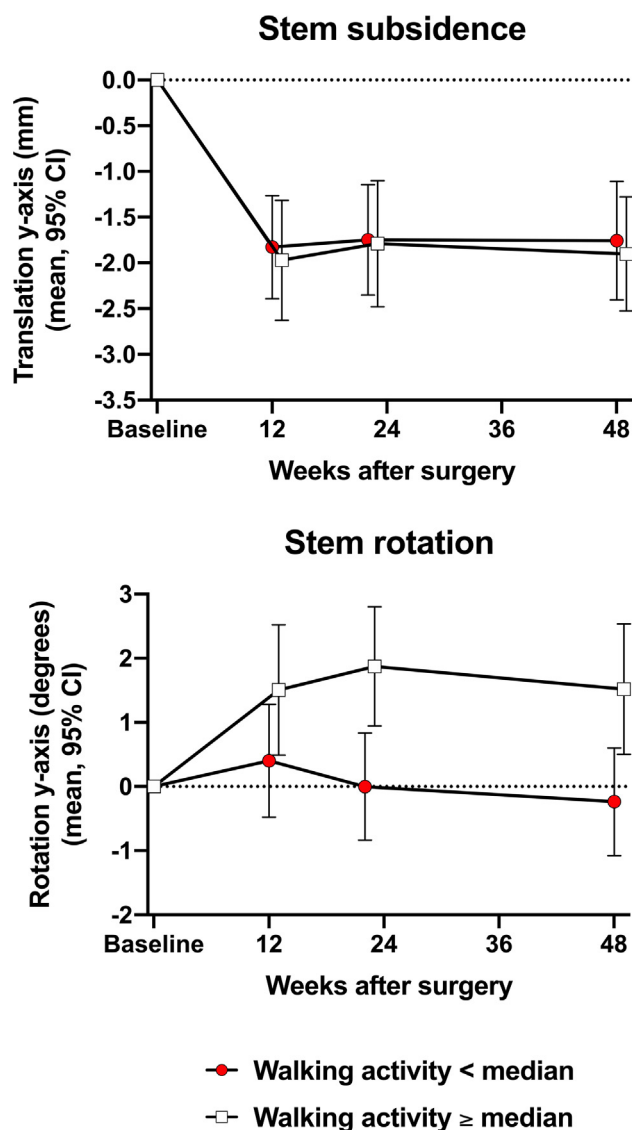 Stem subsidence
Translation y-axis (mm)
(mean, 95% CI)
0.0
-0.5
-1.0
-1.5
-2.0
-2.5
-3.0
-3.5
Baseline 12 24 36 48
Weeks after surgery
Stem rotation
Rotation y-axis (degrees)
(mean, 95% CI)
3
2
1
0
-1
-2
Baseline 12 24 36 48
Weeks after surgery
Walking activity < median
Walking activity ≥ median